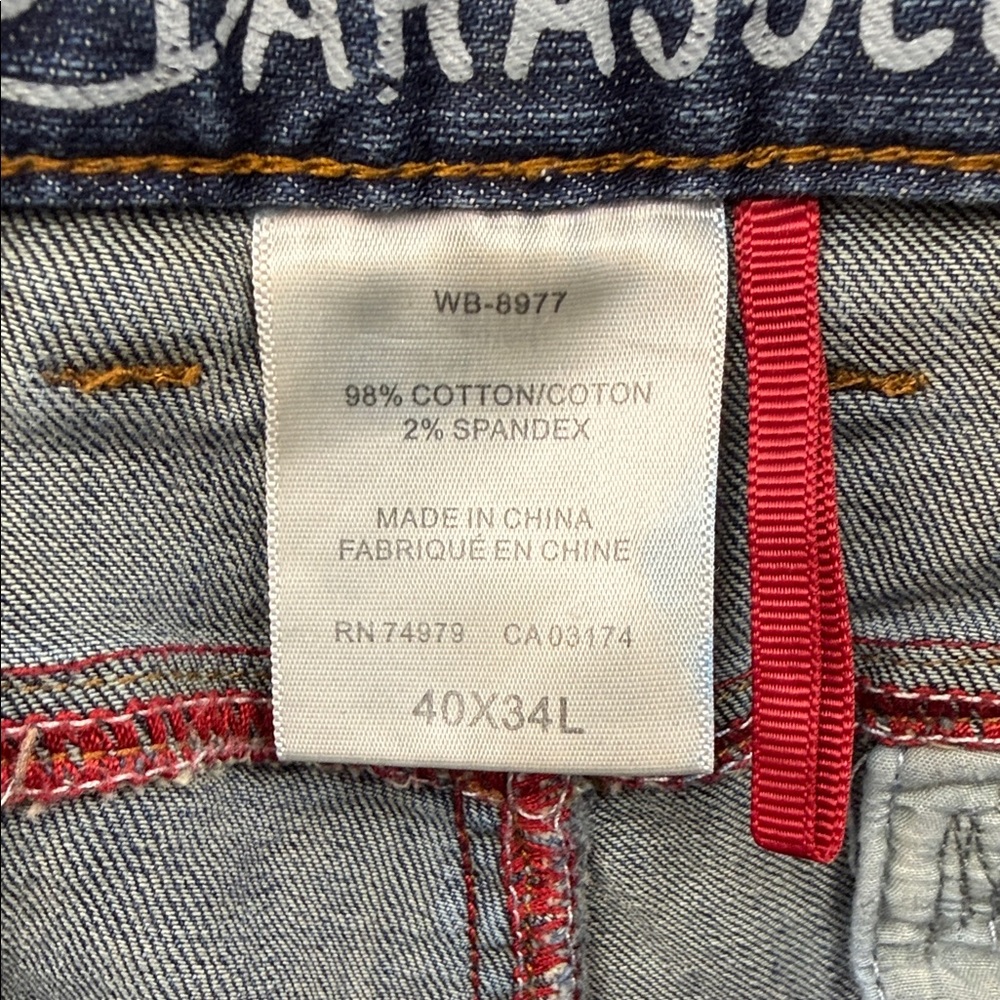 WB-8977
98% COTTON/COTON
2% SPANDEX
MADE IN CHINA
FABRIQUÉ EN CHINE
RN 74979 CA 03174
40X34L